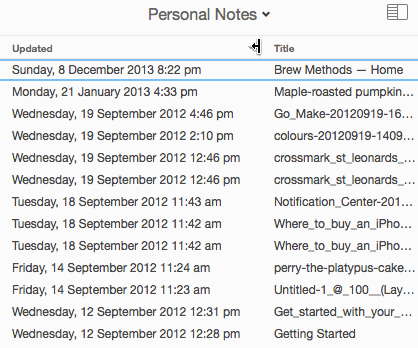 Personal Notes
Updated Title
Sunday, 8 December 2013 8:22 pm Brew Methods — Home
Monday, 21 January 2013 4:33 pm Maple-roasted pumpkin...
Wednesday, 19 September 2012 4:46 pm Go_Make-20120919-16...
Wednesday, 19 September 2012 2:10 pm colours-20120919-1409...
Wednesday, 19 September 2012 12:46 pm crossmark_st_leonards_...
Wednesday, 19 September 2012 12:46 pm crossmark_st_leonards_...
Tuesday, 18 September 2012 11:43 am Notification_Center-201...
Tuesday, 18 September 2012 11:42 am Where_to_buy_an_iPho...
Tuesday, 18 September 2012 11:42 am Where_to_buy_an_iPho...
Friday, 14 September 2012 11:24 am perry-the-platypus-cake...
Friday, 14 September 2012 11:23 am Untitled-1_@_100__(Lay...
Wednesday, 12 September 2012 12:31 pm Get_started_with_your_...
Wednesday, 12 September 2012 12:28 pm Getting Started